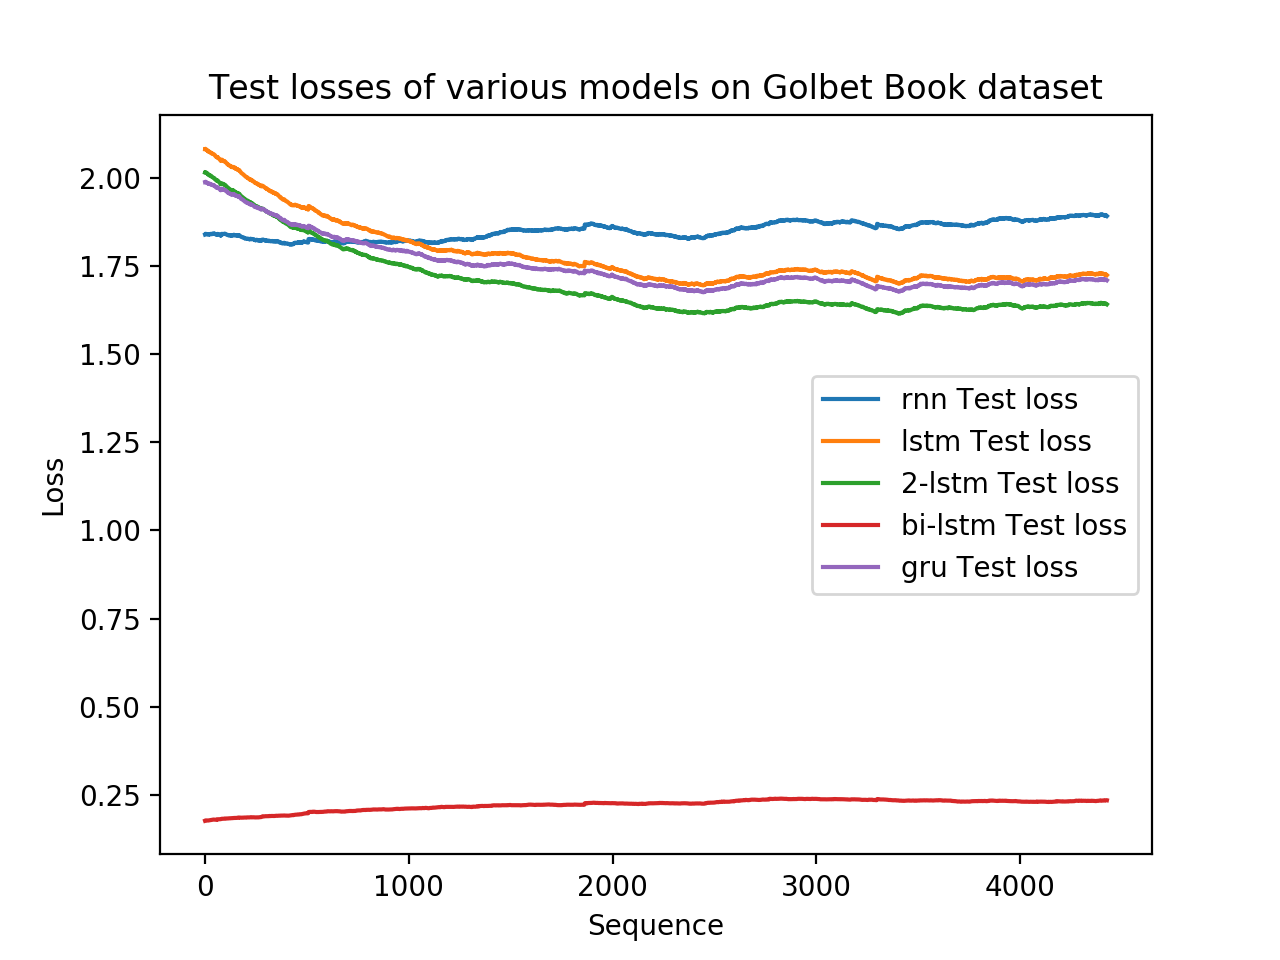 Test losses of various models on Golbet Book dataset
2.00
1.75
1.50
1.25
1.00
0.75
0.50
0.25
Loss
rnn Test loss
lstm Test loss
2-lstm Test loss
bi-lstm Test loss
gru Test loss
0 1000 2000 3000 4000
Sequence